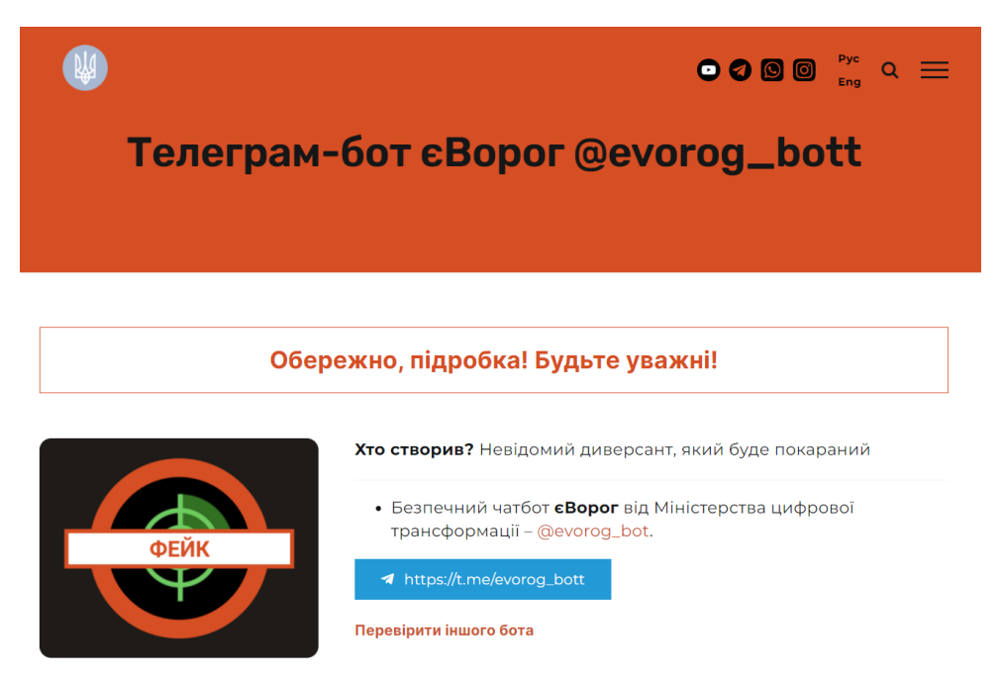 Рус
Eng
Телеграм-бот єВорог @evorog_bott
Обережно, підробка! Будьте уважні!
ФЕЙК
Хто створив? Невідомий диверсант, який буде покараний
Безпечний чатбот єВорог від Міністерства цифрової
трансформації – @evorog_bot.
https://t.me/evorog_bott
Перевірити іншого бота